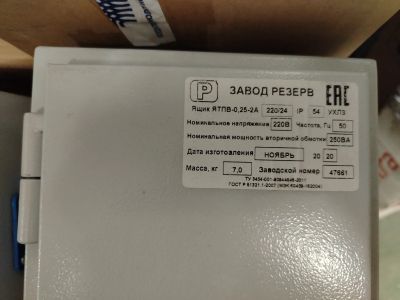 Р ЗАВОД РЕЗЕРВ ЕАС
Ящик ЯТПВ-0,25-2А 220/24 IP 54 УХЛ3
Номинальное напряжение 220В Частота, Гц 50
Номинальная мощность вторичной обмотки 250ВА
Дата изготовления НОЯБРЬ 20 20
Масса, кг 7,0 Заводской номер 47661